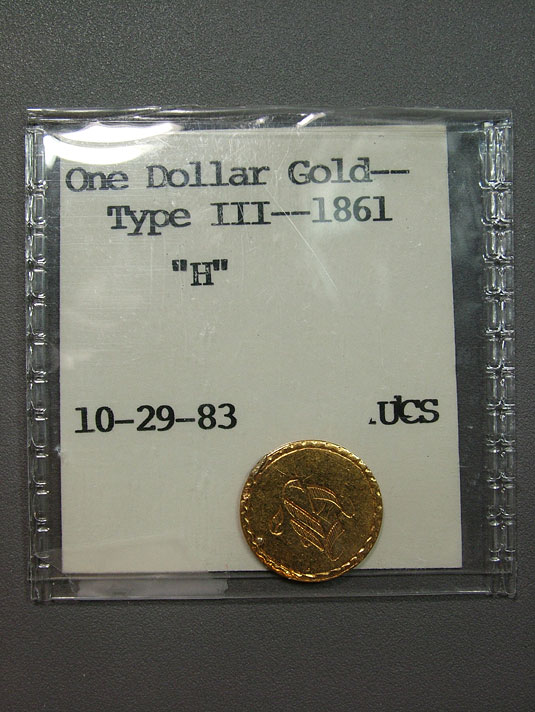 One Dollar Gold--
Type III--1861
"H"
10-29-83 .UCS